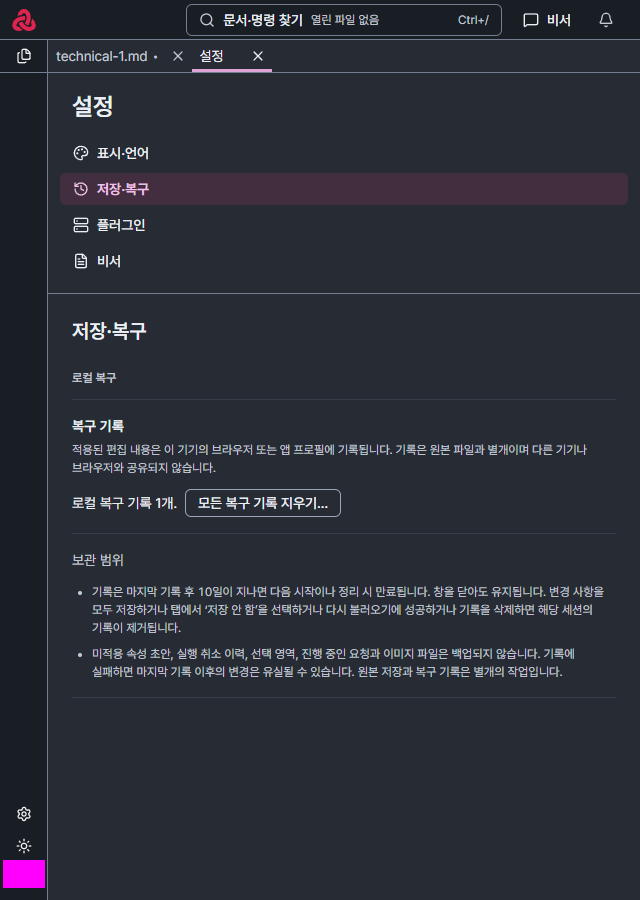 문서·명령 찾기 열린 파일 없음 Ctrl+/
비서
technical-1.md •
설정
설정
표시·언어
저장·복구
플러그인
비서
저장·복구
로컬 복구
복구 기록
적용된 편집 내용은 이 기기의 브라우저 또는 앱 프로필에 기록됩니다. 기록은 원본 파일과 별개이며 다른 기기나
브라우저와 공유되지 않습니다.
로컬 복구 기록 1개. 모든 복구 기록 지우기...
보관 범위
• 기록은 마지막 기록 후 10일이 지나면 다음 시작이나 정리 시 만료됩니다. 창을 닫아도 유지됩니다. 변경 사항을
모두 저장하거나 탭에서 ‘저장 안 함’을 선택하거나 다시 불러오기에 성공하거나 기록을 삭제하면 해당 세션의
기록이 제거됩니다.
• 미적용 속성 초안, 실행 취소 이력, 선택 영역, 진행 중인 요청과 이미지 파일은 백업되지 않습니다. 기록에
실패하면 마지막 기록 이후의 변경은 유실될 수 있습니다. 원본 저장과 복구 기록은 별개의 작업입니다.